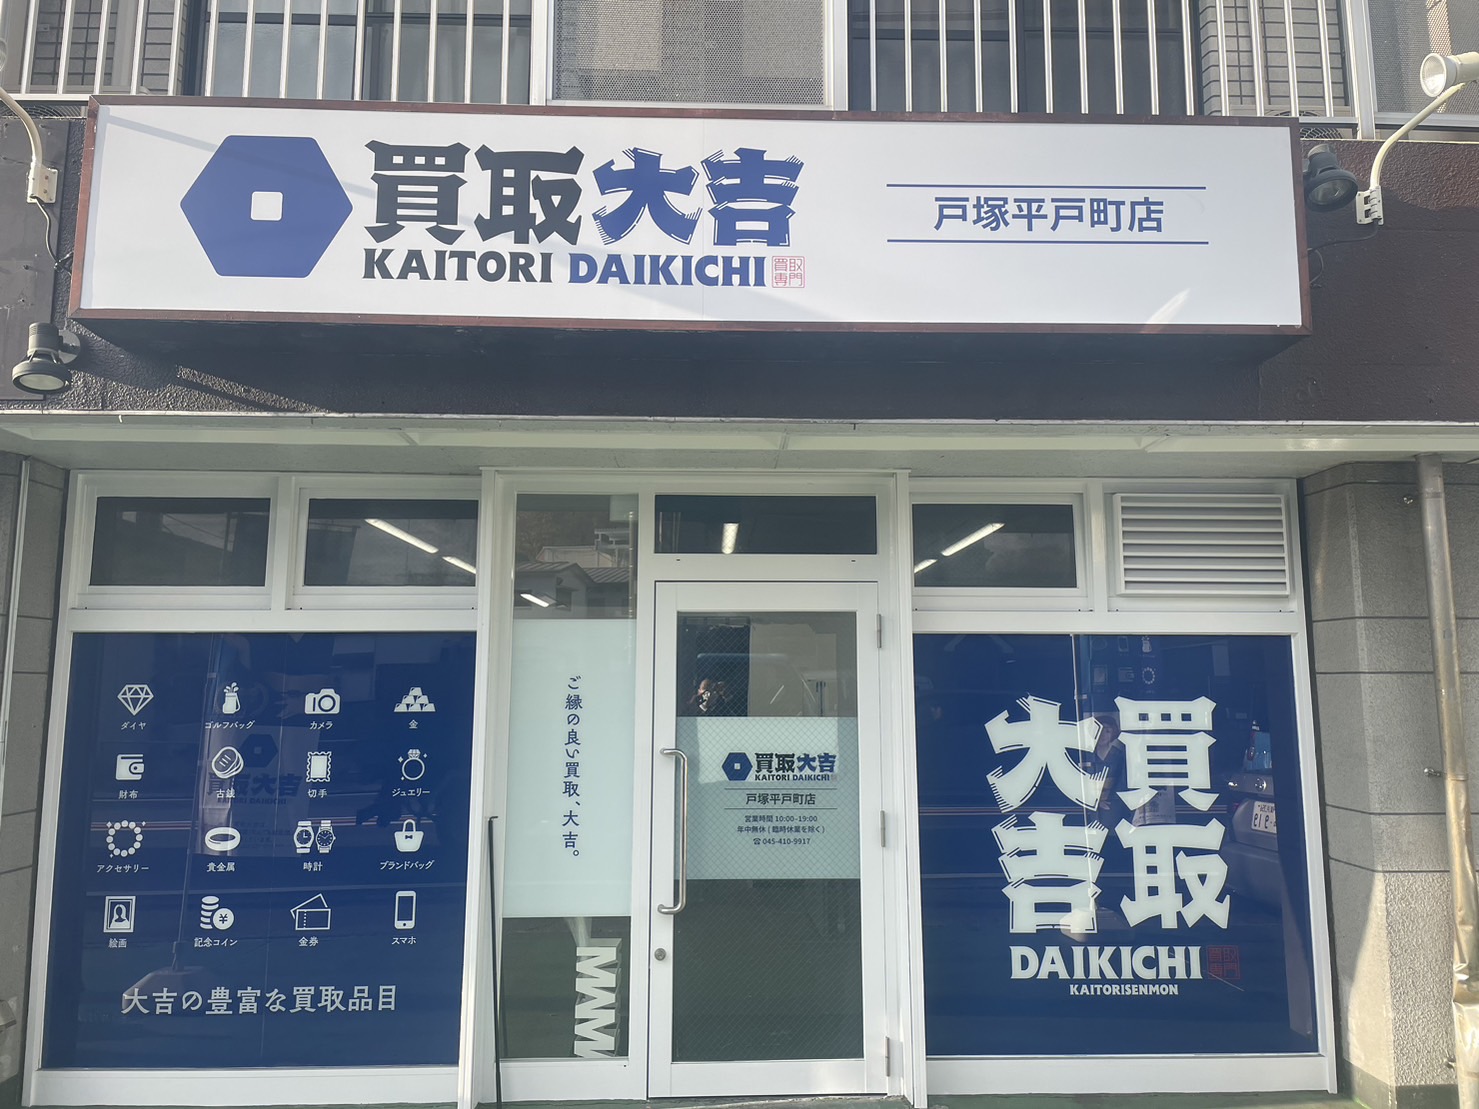 買取大吉
KAITORI DAIKICHI
買取
専門
戸塚平戸町店
ダイヤ
ゴルフバッグ
カメラ
金
財布
古銭
切手
ジュエリー
アクセサリー
貴金属
時計
ブランドバッグ
絵画
記念コイン
金券
スマホ
大吉の豊富な買取品目
ご縁の良い買取、大吉。
買取大吉
KAITORI DAIKICHI
戸塚平戸町店
営業時間 10:00-19:00
年中無休(臨時休業を除く)
☎045-410-9917
買取
大吉
DAIKICHI
買取
専門
KAITORISENMON